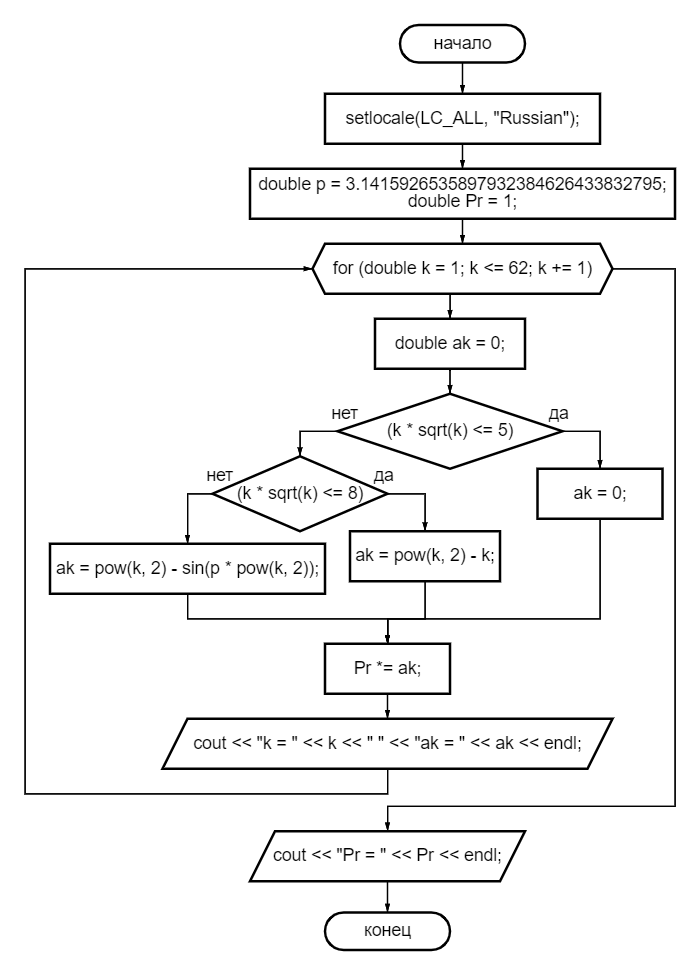 начало
setlocale(LC_ALL, "Russian");
double p = 3.1415926535897932384626433832795;
double Pr = 1;
for (double k = 1; k <= 62; k += 1)
double ak = 0;
нет
да
(k * sqrt(k) <= 5)
нет
да
(k * sqrt(k) <= 8)
ak = 0;
ak = pow(k, 2) - sin(p * pow(k, 2));
ak = pow(k, 2) - k;
Pr *= ak;
cout << "k = " << k << " " << "ak = " << ak << endl;
cout << "Pr = " << Pr << endl;
конец